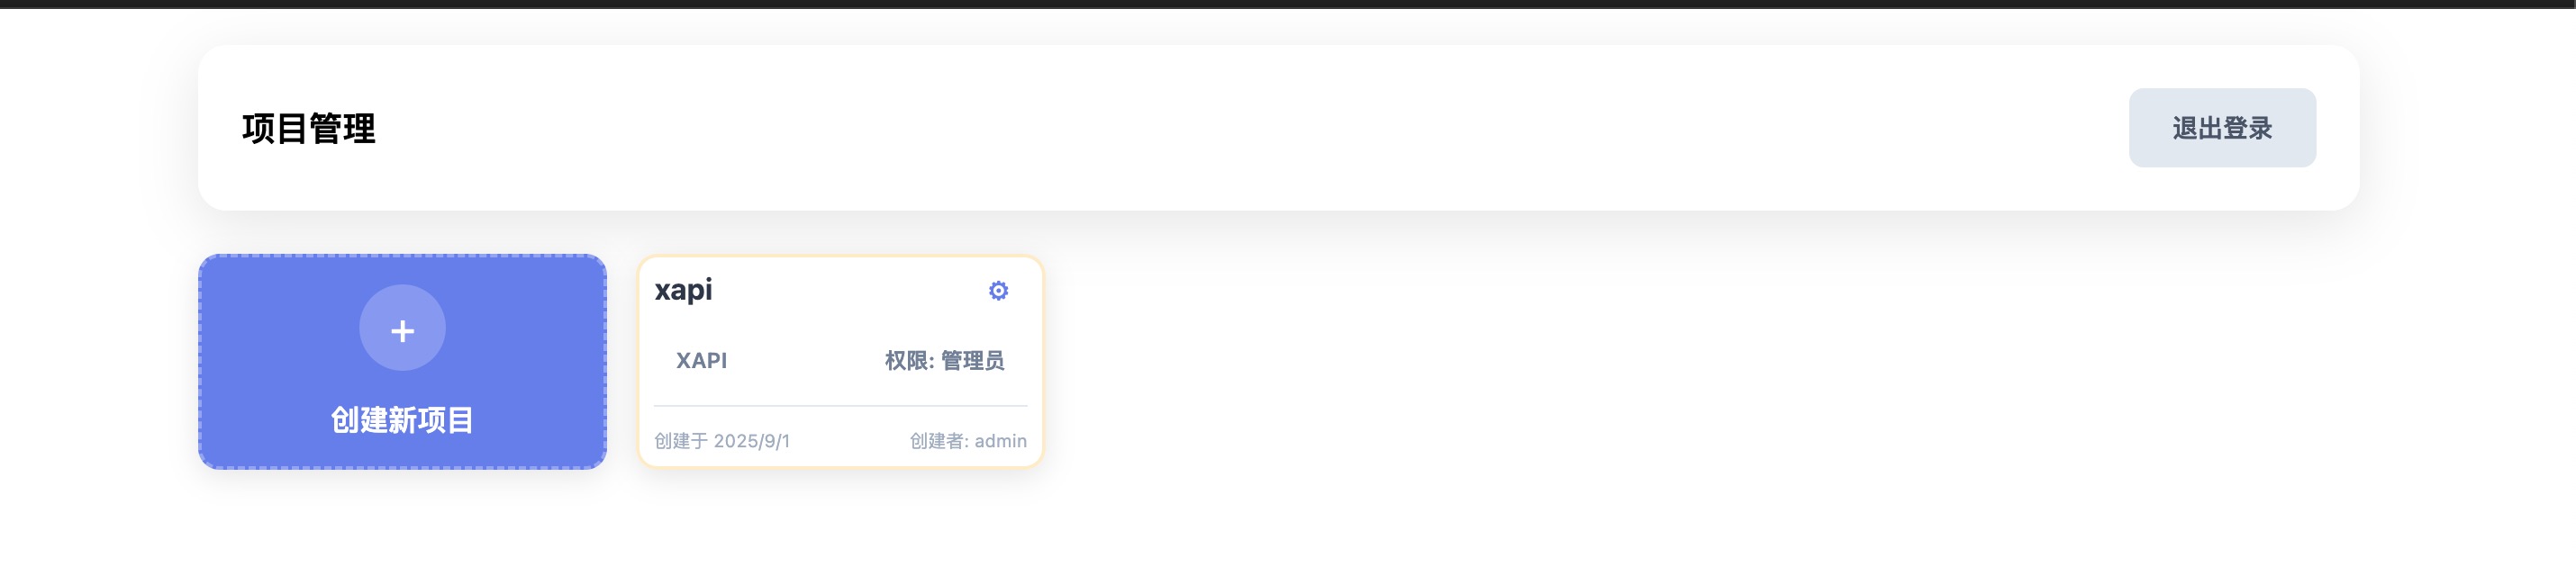 项目管理
退出登录
+
创建新项目
xapi
XAPI
权限: 管理员
创建于 2025/9/1
创建者: admin